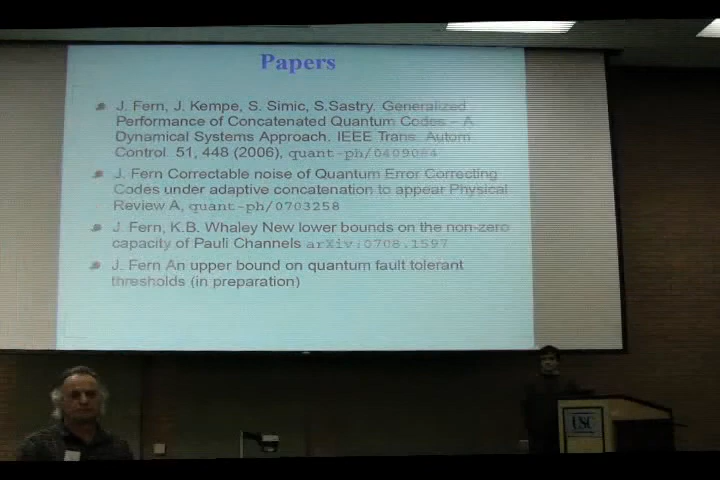 Papers
J. Fern, J. Kempe, S. Simic, S.Sastry. Generalized
Performance of Concatenated Quantum Codes – A
Dynamical Systems Approach. IEEE Trans. Autom
Control. 51, 448 (2006), quant-ph/0409084
J. Fern Correctable noise of Quantum Error Correcting
Codes under adaptive concatenation to appear Physical
Review A, quant-ph/0703258
J. Fern, K.B. Whaley New lower bounds on the non-zero
capacity of Pauli Channels arXiv:0708.1597
J. Fern An upper bound on quantum fault tolerant
thresholds (in preparation)
USC